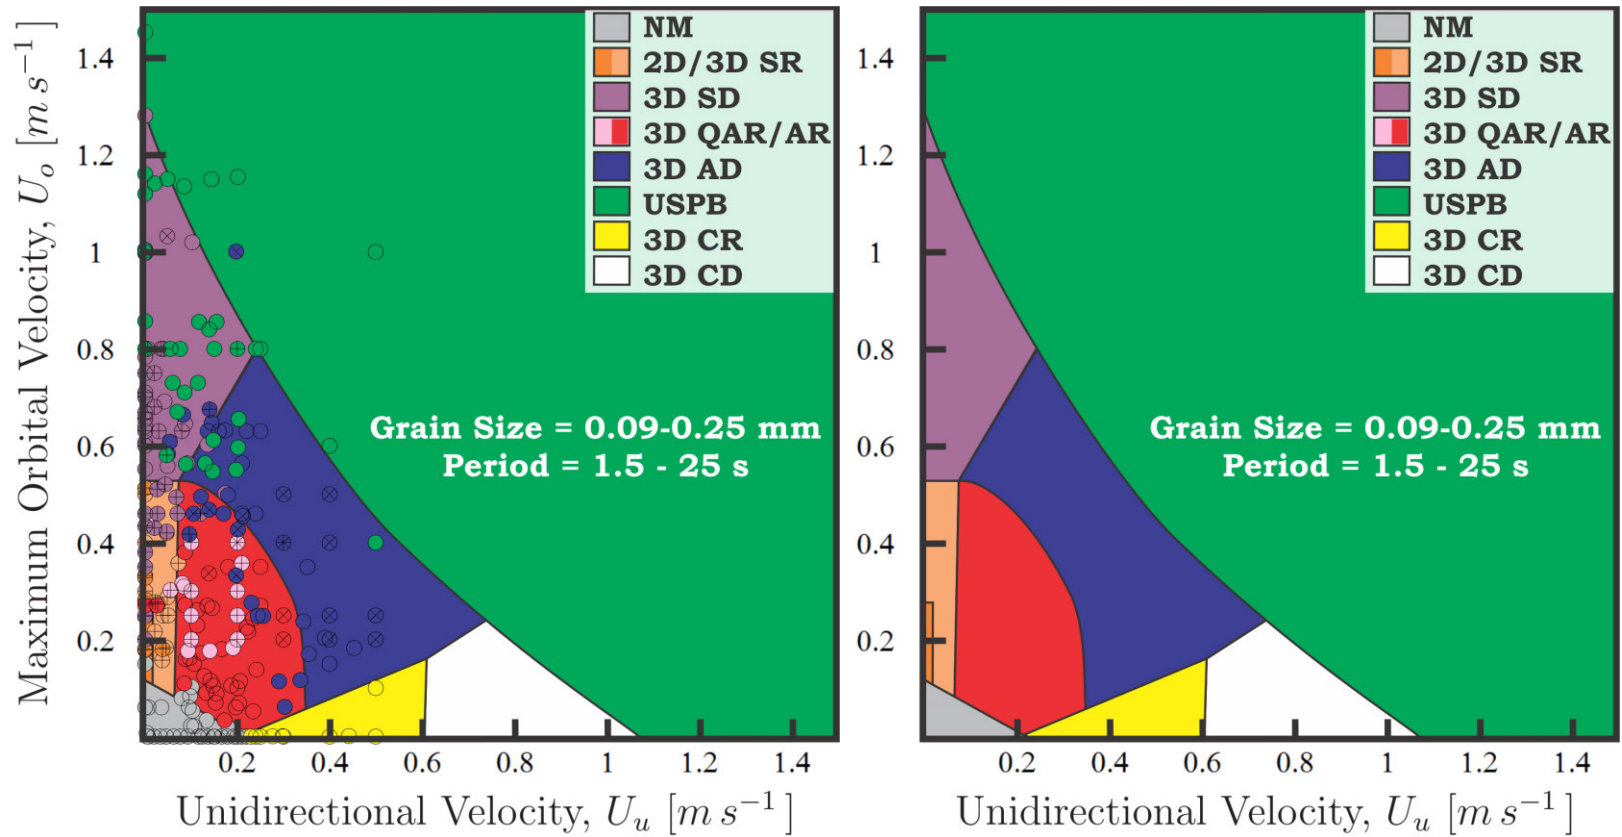 Maximum Orbital Velocity, U_o [m s⁻¹]
1.4
1.2
1
0.8
0.6
0.4
0.2
NM
2D/3D SR
3D SD
3D QAR/AR
3D AD
USPB
3D CR
3D CD
Grain Size = 0.09-0.25 mm
Period = 1.5 - 25 s
0.2 0.4 0.6 0.8 1 1.2 1.4
Unidirectional Velocity, U_u [m s⁻¹]
1.4
1.2
1
0.8
0.6
0.4
0.2
NM
2D/3D SR
3D SD
3D QAR/AR
3D AD
USPB
3D CR
3D CD
Grain Size = 0.09-0.25 mm
Period = 1.5 - 25 s
0.2 0.4 0.6 0.8 1 1.2 1.4
Unidirectional Velocity, U_u [m s⁻¹]